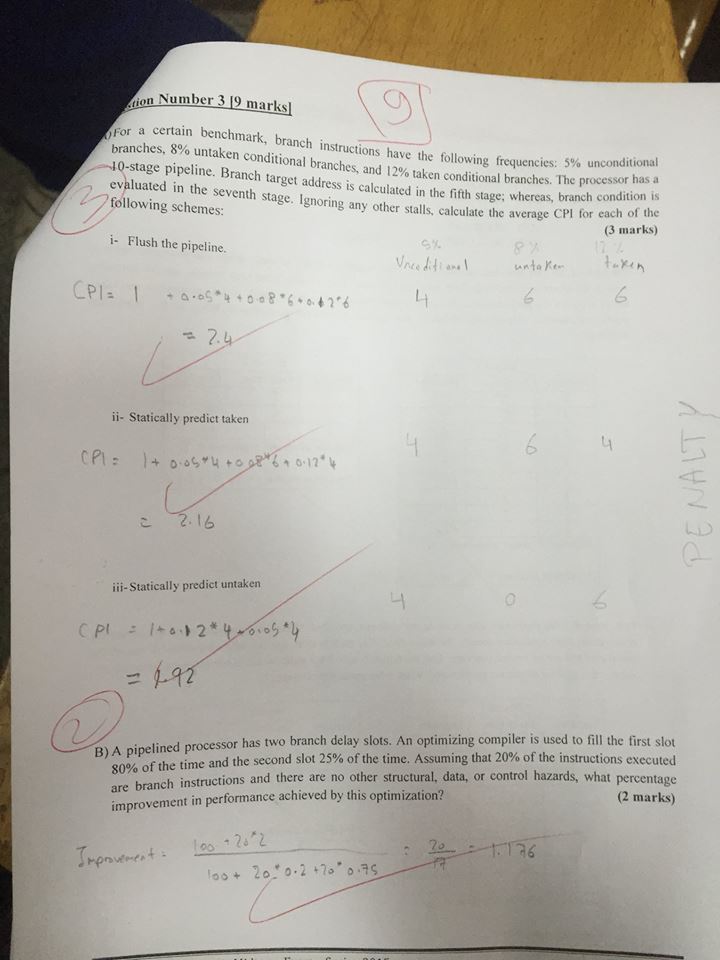 tion Number 3 [9 marks]
9
For a certain benchmark, branch instructions have the following frequencies: 5% unconditional
branches, 8% untaken conditional branches, and 12% taken conditional branches. The processor has a
10-stage pipeline. Branch target address is calculated in the fifth stage; whereas, branch condition is
evaluated in the seventh stage. Ignoring any other stalls, calculate the average CPI for each of the
following schemes:
(3 marks)
3
i- Flush the pipeline.
5% 8% 12%
Unconditional untaken taken
CPI = 1 + 0.05*4 + 0.08*6 + 0.12*6
4 6 6
= 2.4
ii- Statically predict taken
4 6 4
CPI = 1 + 0.05*4 + 0.08*6 + 0.12*4
= 2.16
PENALTY
iii- Statically predict untaken
4 0 6
CPI = 1 + 0.12*4 + 0.05*4
= 1.92
2
B) A pipelined processor has two branch delay slots. An optimizing compiler is used to fill the first slot
80% of the time and the second slot 25% of the time. Assuming that 20% of the instructions executed
are branch instructions and there are no other structural, data, or control hazards, what percentage
improvement in performance achieved by this optimization?
(2 marks)
Improvement = 100 + 20*2
100 + 20*0.2 + 20*0.75
= 20
17
= 1.176